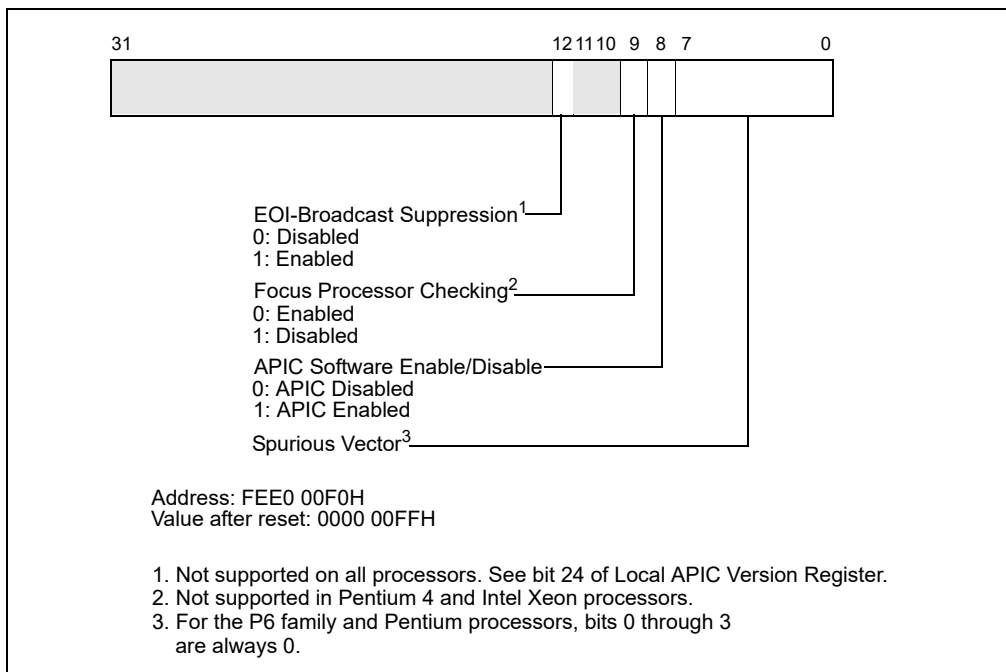 31 12 11 10 9 8 7 0
EOI-Broadcast Suppression1
0: Disabled
1: Enabled
Focus Processor Checking2
0: Enabled
1: Disabled
APIC Software Enable/Disable
0: APIC Disabled
1: APIC Enabled
Spurious Vector3
Address: FEE0 00F0H
Value after reset: 0000 00FFH
1. Not supported on all processors. See bit 24 of Local APIC Version Register.
2. Not supported in Pentium 4 and Intel Xeon processors.
3. For the P6 family and Pentium processors, bits 0 through 3
are always 0.